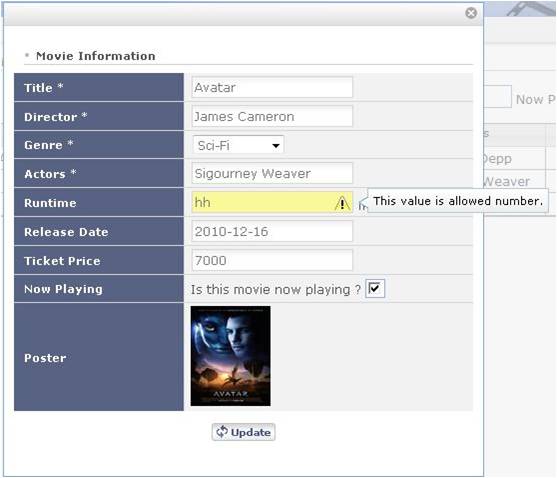 Movie Information
Title * Avatar
Director * James Cameron
Genre * Sci-Fi
Actors * Sigourney Weaver
Runtime hh This value is allowed number.
Release Date 2010-12-16
Ticket Price 7000
Now Playing Is this movie now playing ?
Poster
AVATAR
Update
Now P
s
Depp
Weaver